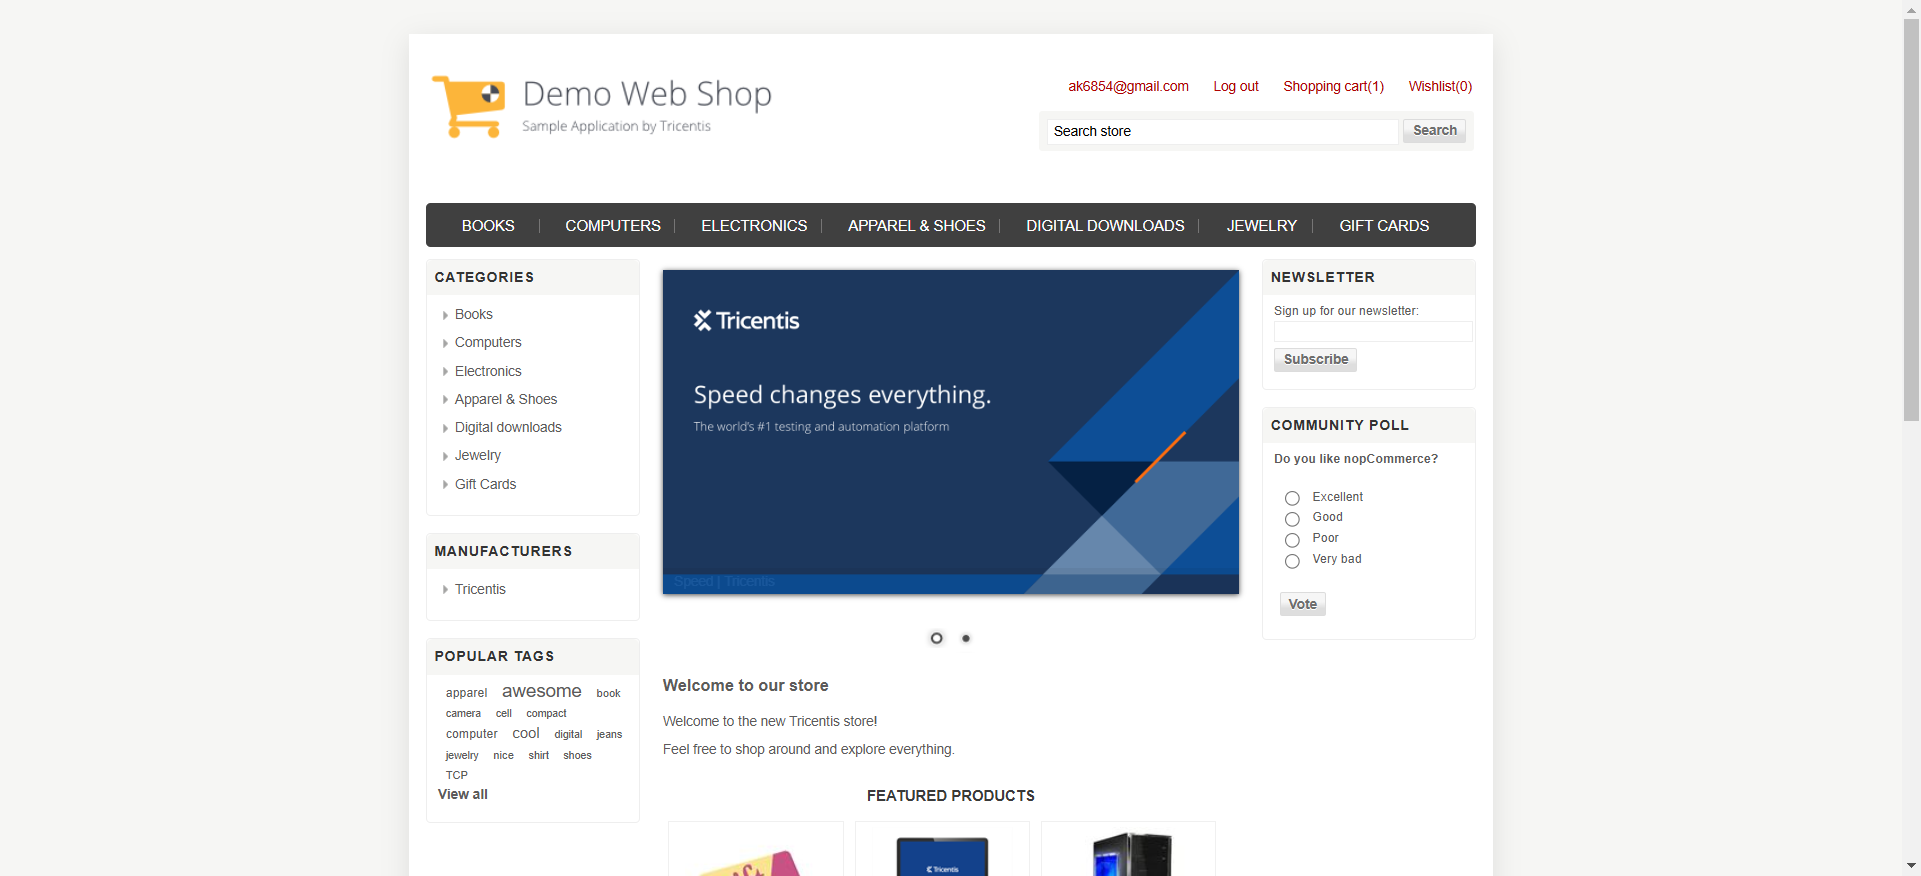 Demo Web Shop
Sample Application by Tricentis
ak6854@gmail.com Log out Shopping cart(1) Wishlist(0)
Search store Search
BOOKS COMPUTERS ELECTRONICS APPAREL & SHOES DIGITAL DOWNLOADS JEWELRY GIFT CARDS
CATEGORIES
Books
Computers
Electronics
Apparel & Shoes
Digital downloads
Jewelry
Gift Cards
MANUFACTURERS
Tricentis
POPULAR TAGS
apparel awesome book
camera cell compact
computer cool digital jeans
jewelry nice shirt shoes
TCP
View all
Tricentis
Speed changes everything.
The world's #1 testing and automation platform
Speed | Tricentis
Welcome to our store
Welcome to the new Tricentis store!
Feel free to shop around and explore everything.
FEATURED PRODUCTS
Tricentis
NEWSLETTER
Sign up for our newsletter:
Subscribe
COMMUNITY POLL
Do you like nopCommerce?
Excellent
Good
Poor
Very bad
Vote